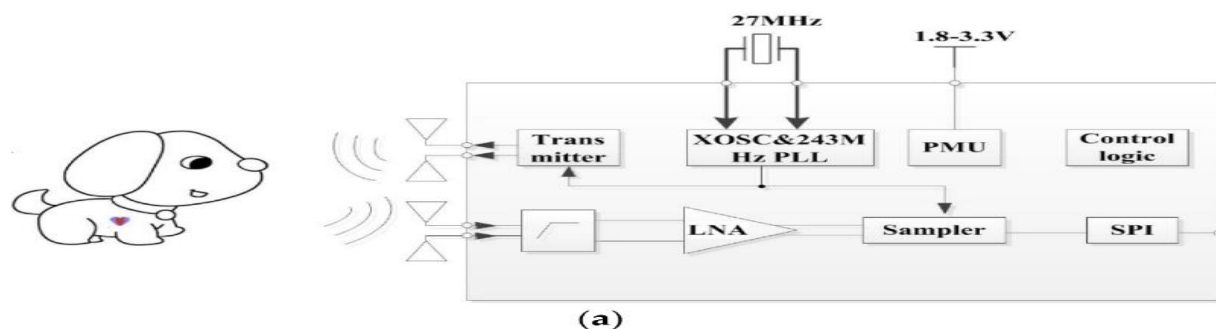 27MHz
1.8-3.3V
Trans
mitter
XOSC&243M
Hz PLL
PMU
Control
logic
LNA
Sampler
SPI
(a)